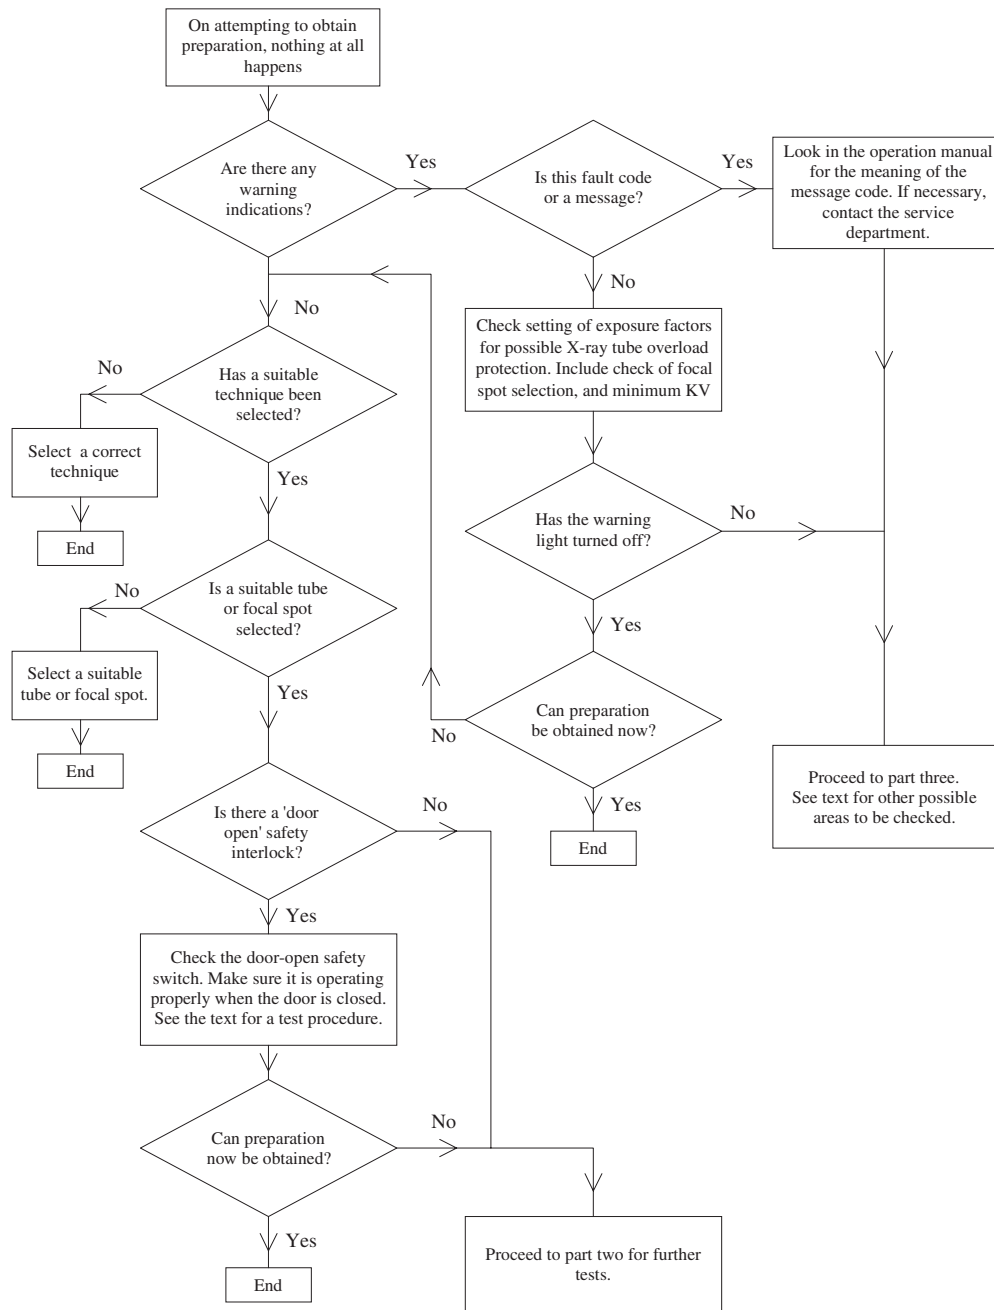 On attempting to obtain
preparation, nothing at all
happens
Are there any
warning
indications?
Yes
Is this fault code
or a message?
Yes
Look in the operation manual
for the meaning of the
message code. If necessary,
contact the service
department.
No
No
Check setting of exposure factors
for possible X-ray tube overload
protection. Include check of focal
spot selection, and minimum KV
Has a suitable
technique been
selected?
No
Select a correct
technique
End
Yes
Has the warning
light turned off?
No
Yes
Is a suitable tube
or focal spot
selected?
No
Select a suitable
tube or focal spot.
End
Yes
Can preparation
be obtained now?
No
Yes
End
Proceed to part three.
See text for other possible
areas to be checked.
Is there a 'door
open' safety
interlock?
No
Yes
Check the door-open safety
switch. Make sure it is operating
properly when the door is closed.
See the text for a test procedure.
Can preparation
now be obtained?
No
Yes
End
Proceed to part two for further
tests.